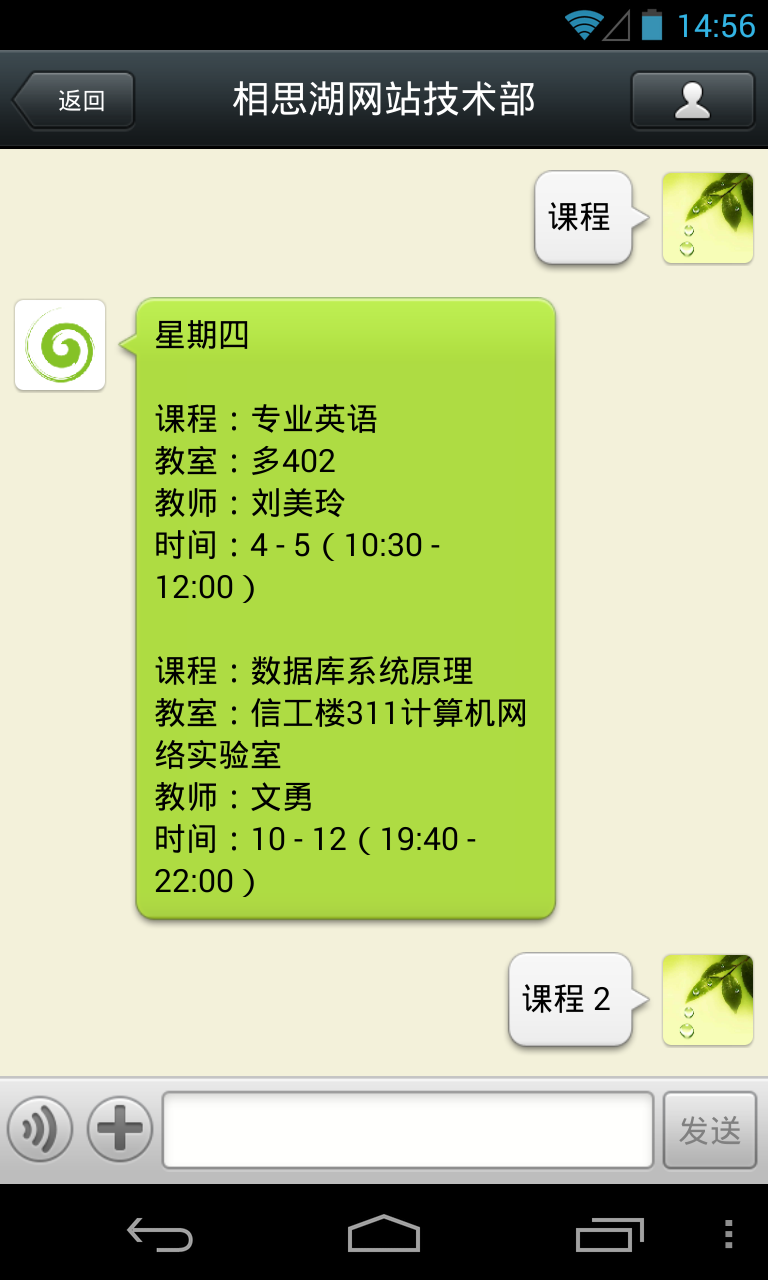 14:56
返回
相思湖网站技术部
课程
星期四
课程：专业英语
教室：多402
教师：刘美玲
时间：4 - 5（10:30 -
12:00）
课程：数据库系统原理
教室：信工楼311计算机网
络实验室
教师：文勇
时间：10 - 12（19:40 -
22:00）
课程 2
发送